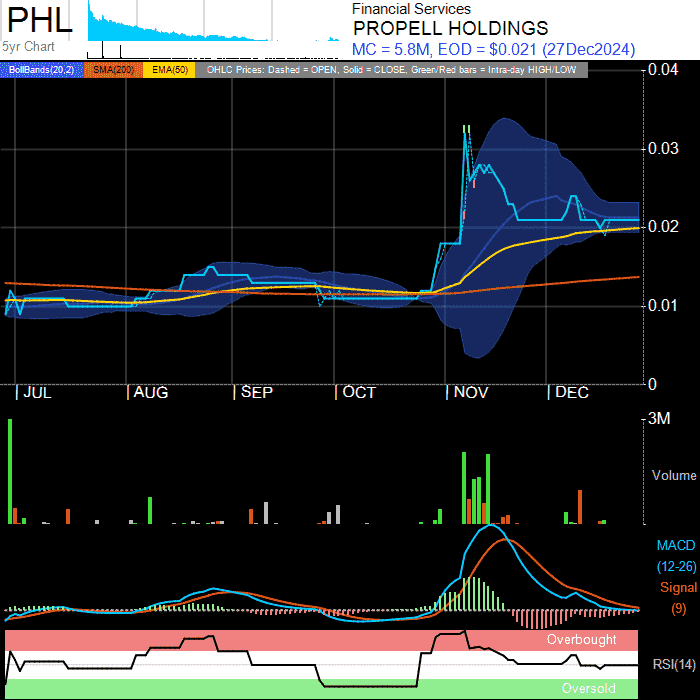 PHL
5yr Chart
Financial Services
PROPELL HOLDINGS
MC = 5.8M, EOD = $0.021 (27Dec2024)
BollBands(20,2) SMA(200) EMA(50) OHLC Prices: Dashed = OPEN, Solid = CLOSE, Green/Red bars = Intra-day HIGH/LOW
0.04
0.03
0.02
0.01
0
JUL AUG SEP OCT NOV DEC
3M
Volume
MACD
(12-26)
Signal
(9)
Overbought
RSI(14)
Oversold